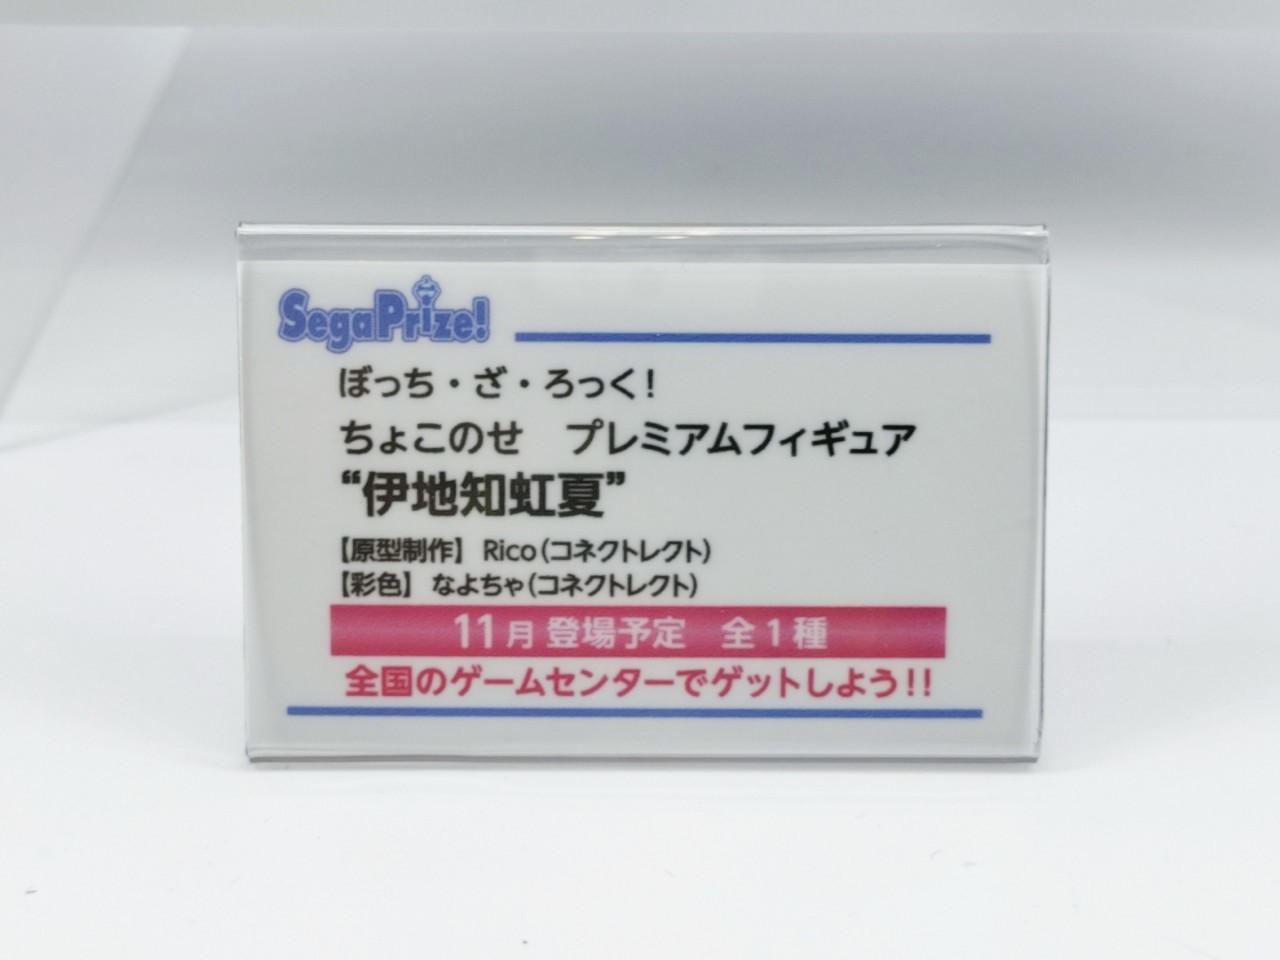 SegaPrize!
ぼっち・ざ・ろっく!
ちょこのせ　プレミアムフィギュア
“伊地知虹夏”
【原型制作】 Rico(コネクトレクト)
【彩色】 なよちゃ(コネクトレクト)
11月 登場予定　全1種
全国のゲームセンターでゲットしよう!!